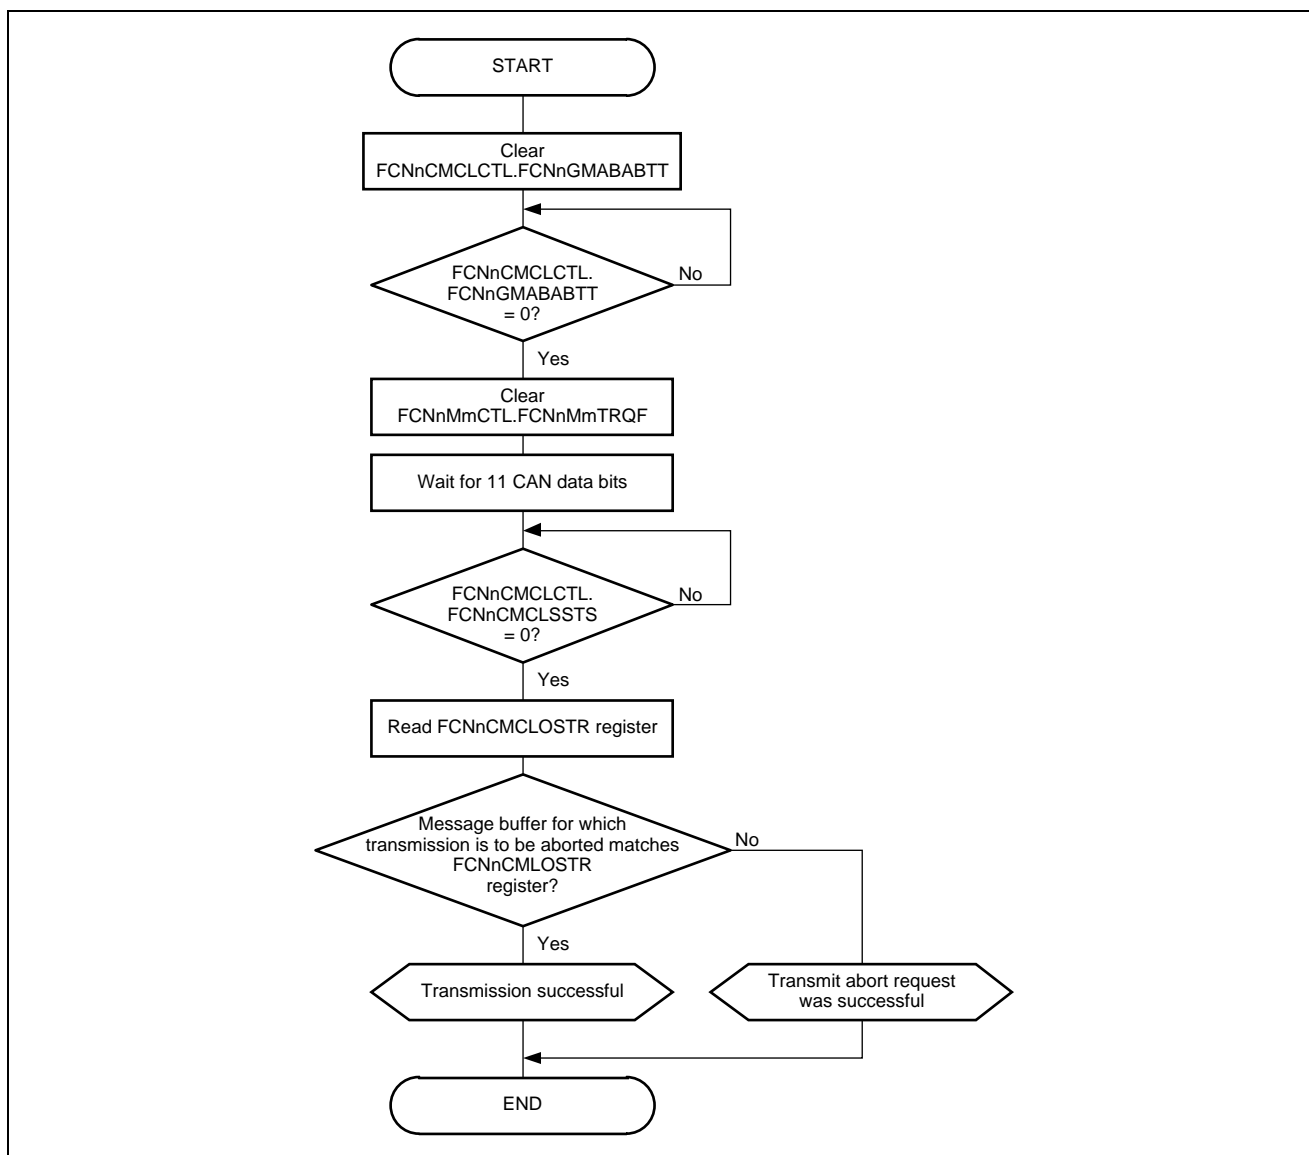 START
Clear
FCNnCMCLCTL.FCNnGMABABTT
FCNnCMCLCTL.
FCNnGMABABTT
= 0?
No
Yes
Clear
FCNnMmCTL.FCNnMmTRQF
Wait for 11 CAN data bits
FCNnCMCLCTL.
FCNnCMCLSSTS
= 0?
No
Yes
Read FCNnCMCLOSTR register
Message buffer for which
transmission is to be aborted matches
FCNnCMLOSTR
register?
No
Yes
Transmission successful
Transmit abort request
was successful
END